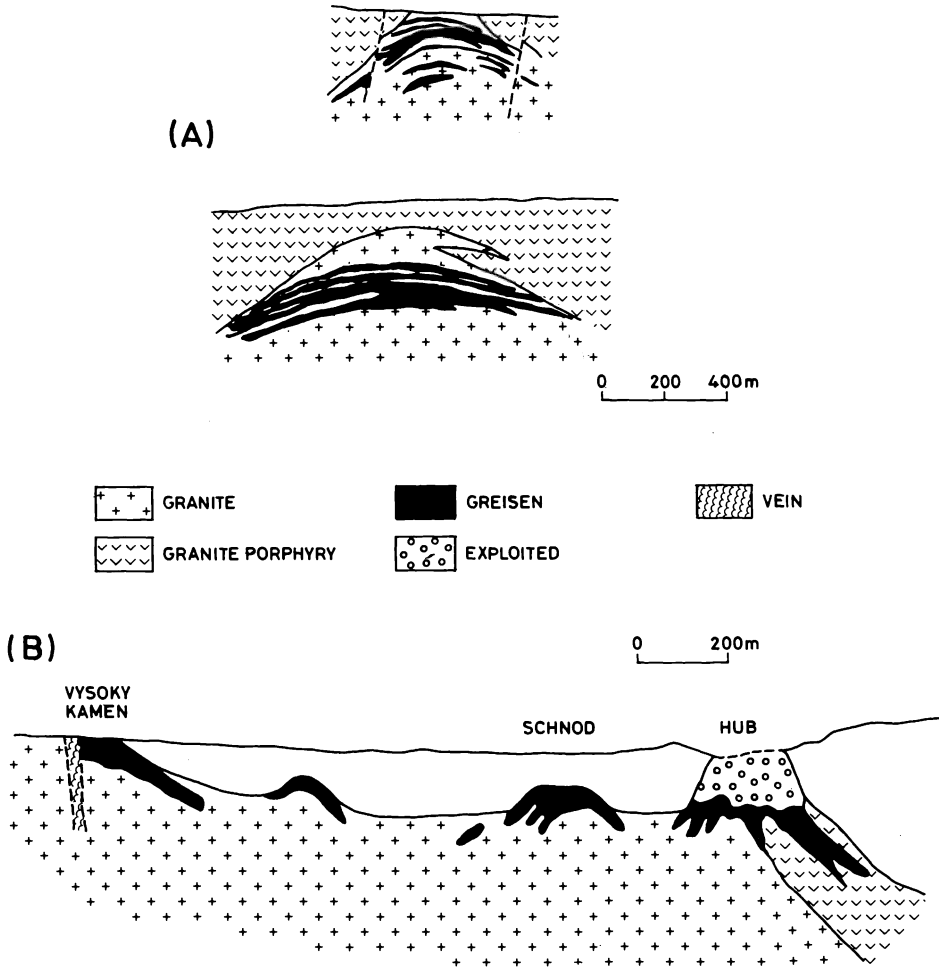 (A)
0 200 400m
GRANITE
GREISEN
VEIN
GRANITE PORPHYRY
EXPLOITED
(B)
0 200m
VYSOKY
KAMEN
SCHNOD
HUB